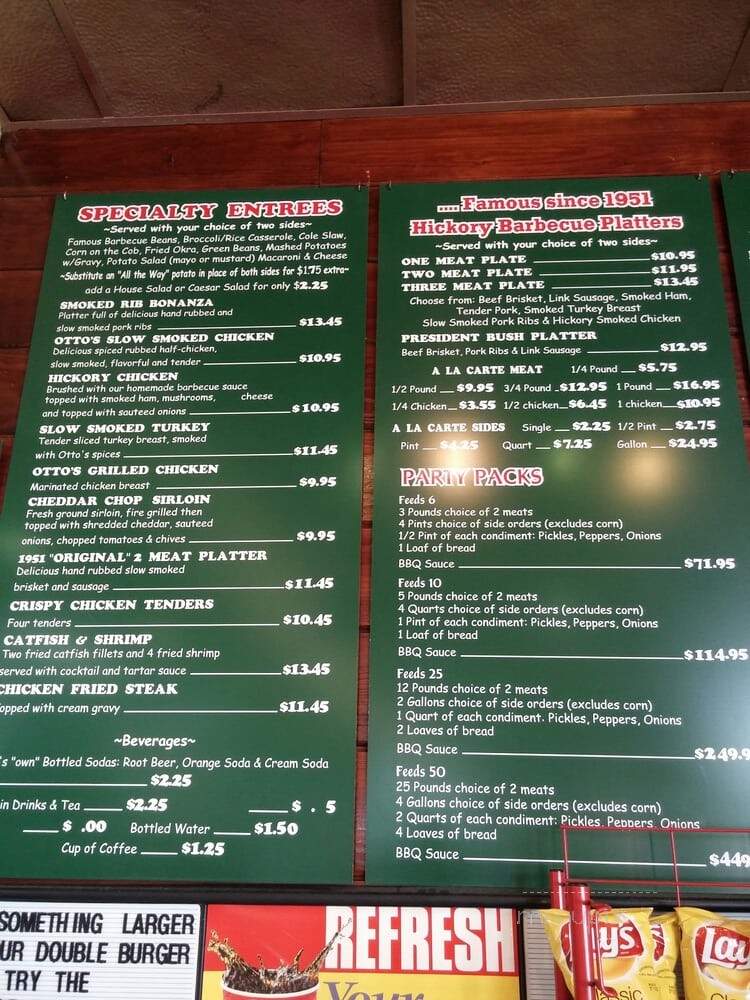 SPECIALTY ENTREES
~Served with your choice of two sides~
Famous Barbecue Beans, Broccoli/Rice Casserole, Cole Slaw,
Corn on the Cob, Fried Okra, Green Beans, Mashed Potatoes
w/Gravy, Potato Salad (mayo or mustard) Macaroni & Cheese
~Substitute an "All the Way" potato in place of both sides for $1.75 extra~
add a House Salad or Caesar Salad for only $2.25
SMOKED RIB BONANZA
Platter full of delicious hand rubbed and
slow smoked pork ribs $13.45
OTTO'S SLOW SMOKED CHICKEN
Delicious spiced rubbed half-chicken,
slow smoked, flavorful and tender $10.95
HICKORY CHICKEN
Brushed with our homemade barbecue sauce
topped with smoked ham, mushrooms, cheese
and topped with sauteed onions $10.95
SLOW SMOKED TURKEY
Tender sliced turkey breast, smoked
with Otto's spices $11.45
OTTO'S GRILLED CHICKEN
Marinated chicken breast $9.95
CHEDDAR CHOP SIRLOIN
Fresh ground sirloin, fire grilled then
topped with shredded cheddar, sauteed
onions, chopped tomatoes & chives $9.95
1951 "ORIGINAL" 2 MEAT PLATTER
Delicious hand rubbed slow smoked
brisket and sausage $11.45
CRISPY CHICKEN TENDERS
Four tenders $10.45
CATFISH & SHRIMP
Two fried catfish fillets and 4 fried shrimp
served with cocktail and tartar sauce $13.45
CHICKEN FRIED STEAK
opped with cream gravy $11.45
~Beverages~
's "own" Bottled Sodas: Root Beer, Orange Soda & Cream Soda
$2.25
in Drinks & Tea $2.25 $ . 5
$ .00 Bottled Water $1.50
Cup of Coffee $1.25
....Famous since 1951
Hickory Barbecue Platters
~Served with your choice of two sides~
ONE MEAT PLATE $10.95
TWO MEAT PLATE $11.95
THREE MEAT PLATE $13.45
Choose from: Beef Brisket, Link Sausage, Smoked Ham,
Tender Pork, Smoked Turkey Breast
Slow Smoked Pork Ribs & Hickory Smoked Chicken
PRESIDENT BUSH PLATTER
Beef Brisket, Pork Ribs & Link Sausage $12.95
A LA CARTE MEAT 1/4 Pound $5.75
1/2 Pound $9.95 3/4 Pound $12.95 1 Pound $16.95
1/4 Chicken $3.55 1/2 chicken $6.45 1 chicken $10.95
A LA CARTE SIDES Single $2.25 1/2 Pint $2.75
Pint $4.25 Quart $7.25 Gallon $24.95
PARTY PACKS
Feeds 6
3 Pounds choice of 2 meats
4 Pints choice of side orders (excludes corn)
1/2 Pint of each condiment: Pickles, Peppers, Onions
1 Loaf of bread
BBQ Sauce $71.95
Feeds 10
5 Pounds choice of 2 meats
4 Quarts choice of side orders (excludes corn)
1 Pint of each condiment: Pickles, Peppers, Onions
1 Loaf of bread
BBQ Sauce $114.95
Feeds 25
12 Pounds choice of 2 meats
2 Gallons choice of side orders (excludes corn)
1 Quart of each condiment: Pickles, Peppers, Onions
2 Loaves of bread
BBQ Sauce $249.9
Feeds 50
25 Pounds choice of 2 meats
4 Gallons choice of side orders (excludes corn)
2 Quarts of each condiment: Pickles, Peppers, Onions
4 Loaves of bread
BBQ Sauce $449
SOMETHING LARGER
UR DOUBLE BURGER
TRY THE
REFRESH
Your
ay's
Lay